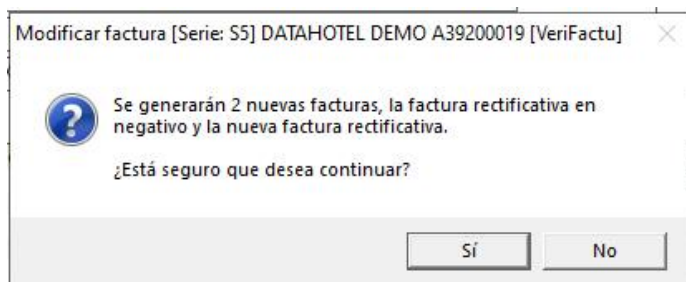 Modificar factura [Serie: S5] DATAHOTEL DEMO A39200019 [VeriFactu]
Se generarán 2 nuevas facturas, la factura rectificativa en
negativo y la nueva factura rectificativa.
¿Está seguro que desea continuar?
Sí
No